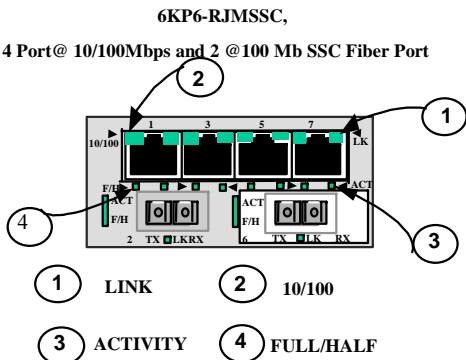 6KP6-RJMSSC,
4 Port@ 10/100Mbps and 2 @100 Mb SSC Fiber Port
2
1
1 3 5 7
10/100 LK
F/H ACT
4
ACT ACT
F/H F/H
2 TX LK RX 6 TX LK RX
3
1 LINK 2 10/100
3 ACTIVITY 4 FULL/HALF